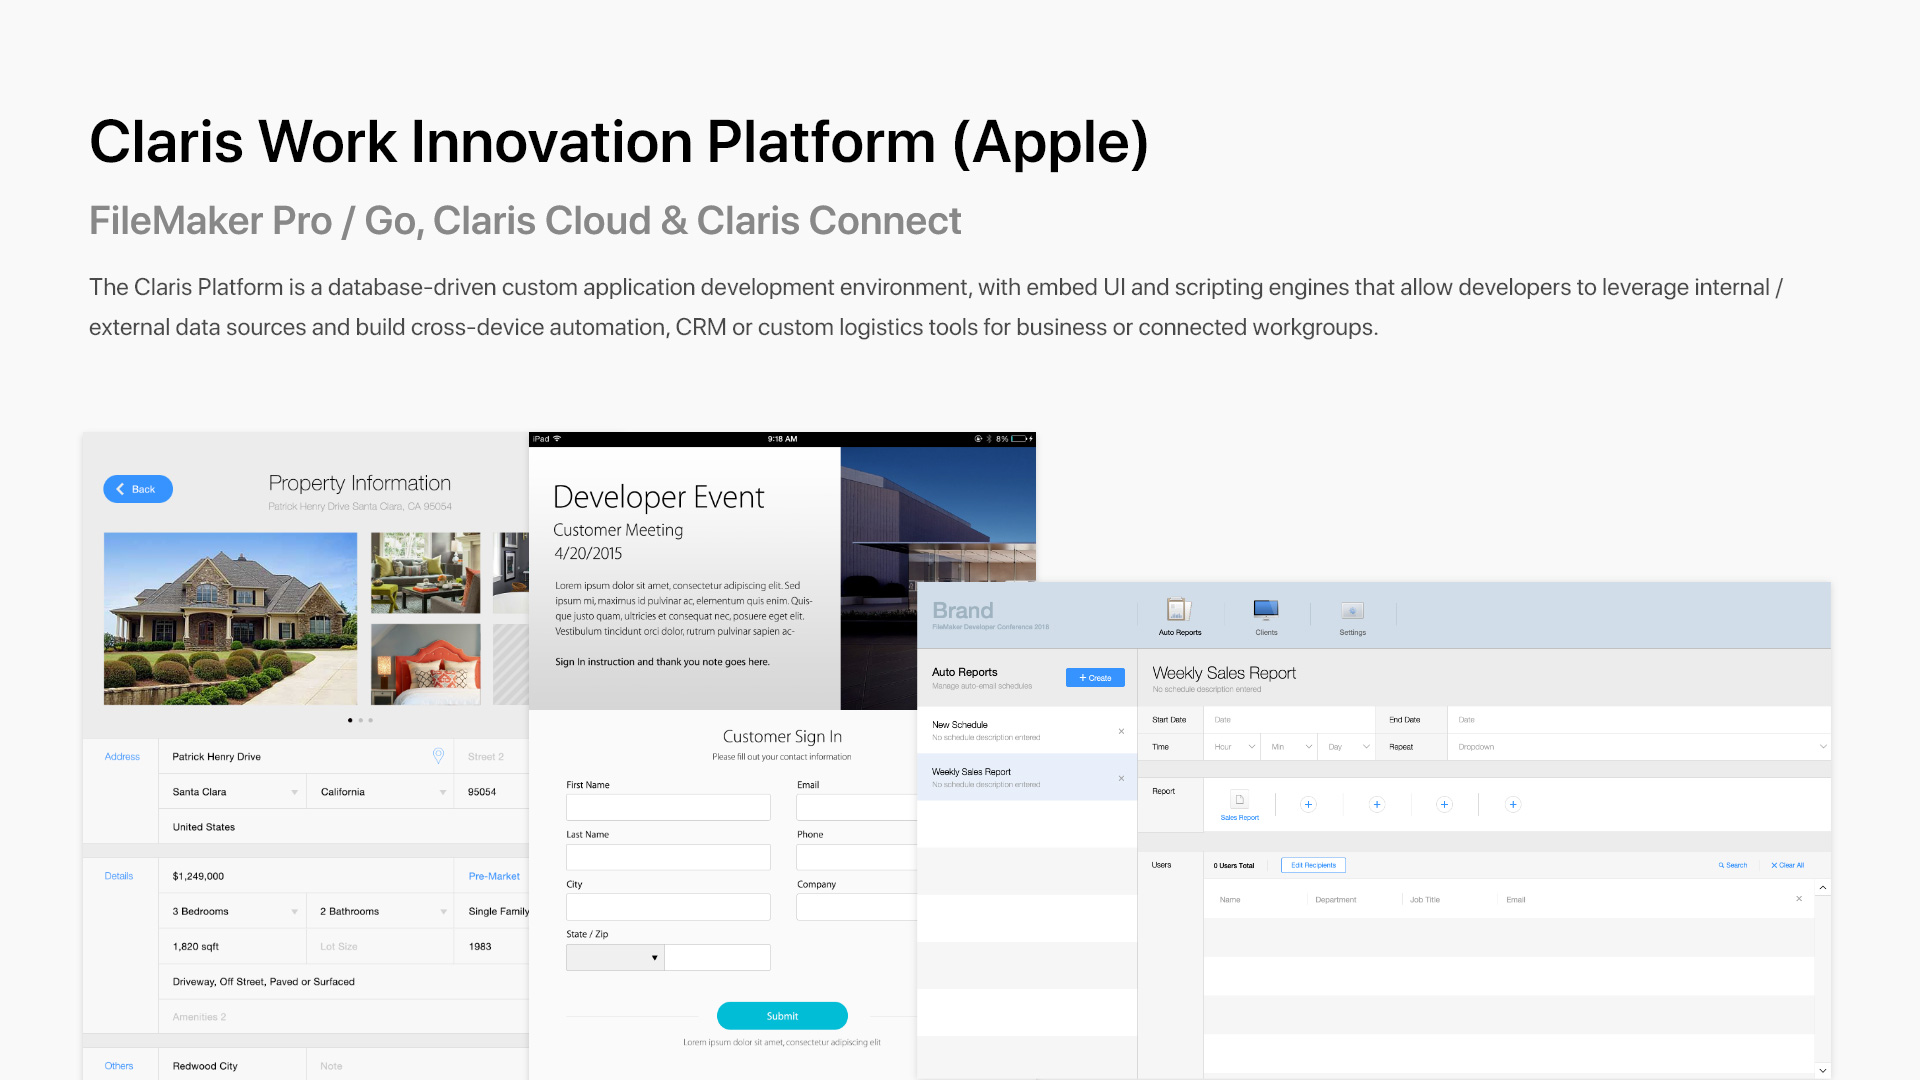 Claris Work Innovation Platform (Apple)
FileMaker Pro / Go, Claris Cloud & Claris Connect
The Claris Platform is a database-driven custom application development environment, with embed UI and scripting engines that allow developers to leverage internal /
external data sources and build cross-device automation, CRM or custom logistics tools for business or connected workgroups.
Back
Property Information
Patrick Henry Drive Santa Clara, CA 95054
Address
Patrick Henry Drive
Street 2
Santa Clara
California
95054
United States
Details
$1,249,000
Pre-Market
3 Bedrooms
2 Bathrooms
Single Family
1,820 sqft
Lot Size
1983
Driveway, Off Street, Paved or Surfaced
Amenities 2
Others
Redwood City
Note
iPad
9:18 AM
8%
Developer Event
Customer Meeting
4/20/2015
Lorem ipsum dolor sit amet, consectetur adipiscing elit. Sed
ipsum mi, maximus id pulvinar ac, elementum quis enim. Quis-
que justo quam, ultricies et consequat nec, posuere eget elit.
Vestibulum tincidunt orci dolor, rutrum pulvinar sapien ac-
Sign In instruction and thank you note goes here.
Customer Sign In
Please fill out your contact information
First Name
Email
Last Name
Phone
City
Company
State / Zip
Submit
Lorem ipsum dolor sit amet, consectetur adipiscing elit
Brand
FileMaker Developer Conference 2016
Auto Reports
Clients
Settings
Auto Reports
Manage auto-email schedules
+ Create
New Schedule
No schedule description entered
Weekly Sales Report
No schedule description entered
Weekly Sales Report
No schedule description entered
Start Date
Date
End Date
Date
Time
Hour
Min
Day
Repeat
Dropdown
Report
Sales Report
Users
0 Users Total
Edit Recipients
Search
Clear All
Name
Department
Job Title
Email